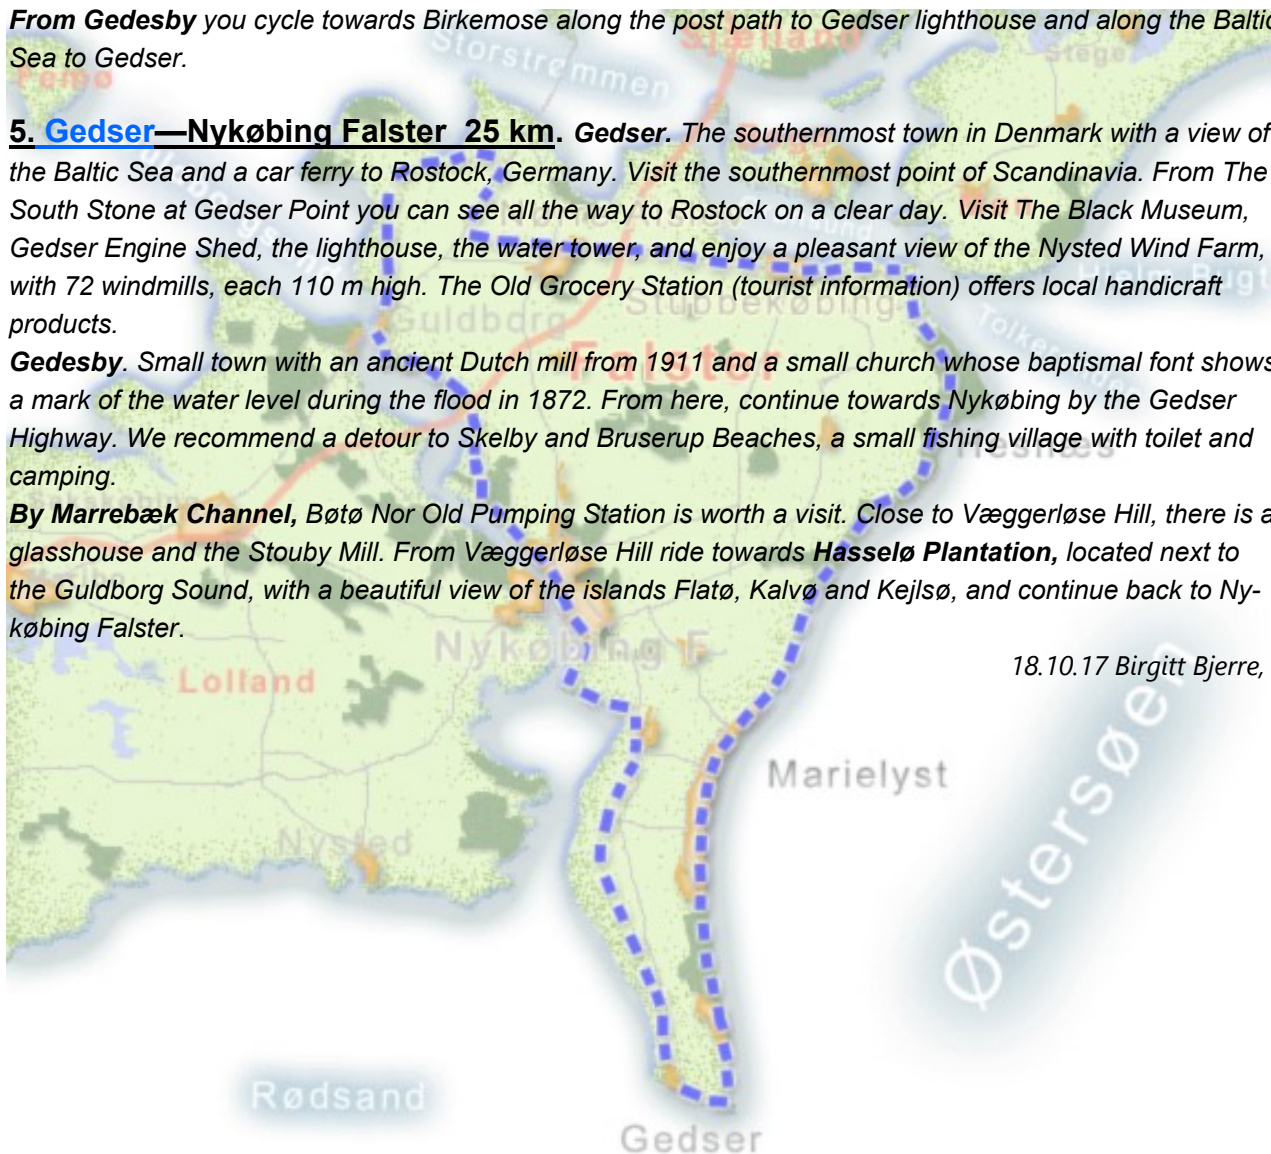 From Gedesby you cycle towards Birkemose along the post path to Gedser lighthouse and along the Baltic
Sea to Gedser.
5. Gedser—Nykøbing Falster 25 km. Gedser. The southernmost town in Denmark with a view of
the Baltic Sea and a car ferry to Rostock, Germany. Visit the southernmost point of Scandinavia. From The
South Stone at Gedser Point you can see all the way to Rostock on a clear day. Visit The Black Museum,
Gedser Engine Shed, the lighthouse, the water tower, and enjoy a pleasant view of the Nysted Wind Farm,
with 72 windmills, each 110 m high. The Old Grocery Station (tourist information) offers local handicraft
products.
Gedesby. Small town with an ancient Dutch mill from 1911 and a small church whose baptismal font shows
a mark of the water level during the flood in 1872. From here, continue towards Nykøbing by the Gedser
Highway. We recommend a detour to Skelby and Bruserup Beaches, a small fishing village with toilet and
camping.
By Marrebæk Channel, Bøtø Nor Old Pumping Station is worth a visit. Close to Væggerløse Hill, there is a
glasshouse and the Stouby Mill. From Væggerløse Hill ride towards Hasselø Plantation, located next to
the Guldborg Sound, with a beautiful view of the islands Flatø, Kalvø and Kejlsø, and continue back to Ny-
købing Falster.
18.10.17 Birgitt Bjerre,
Storstrømmen
Sjælland
Stege
Femø
Guldborg
Stubbekøbing
Falster
Hesnæs
Nykøbing F
Lolland
Marielyst
Nysted
Østersøen
Rødsand
Gedser